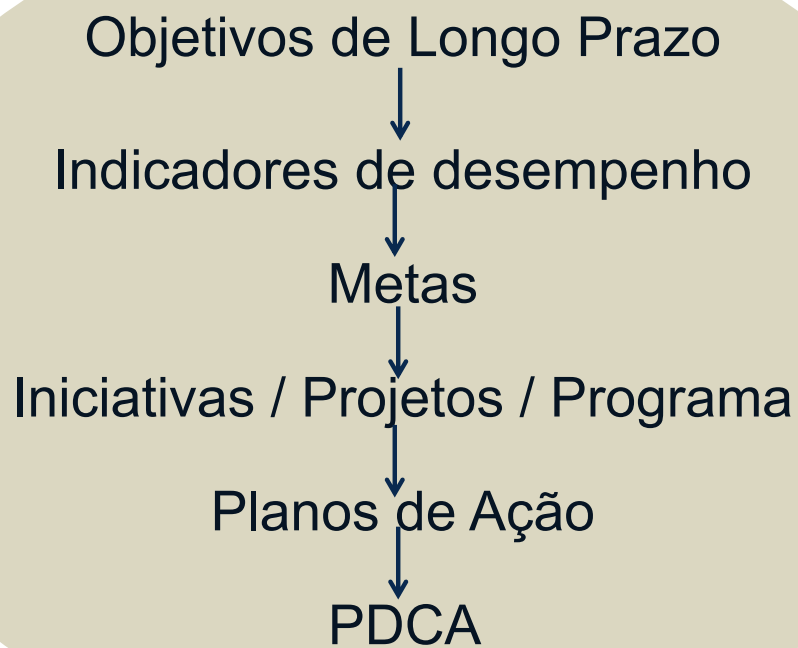 Objetivos de Longo Prazo
Indicadores de desempenho
Metas
Iniciativas / Projetos / Programa
Planos de Ação
PDCA